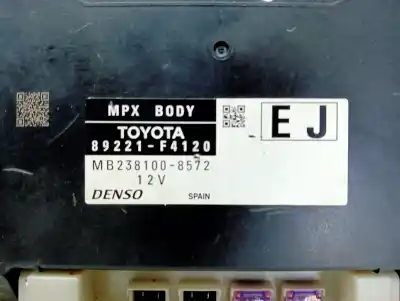 MPX BODY
TOYOTA
89221-F4120
MB238100-8572
12V
DENSO
SPAIN
EJ